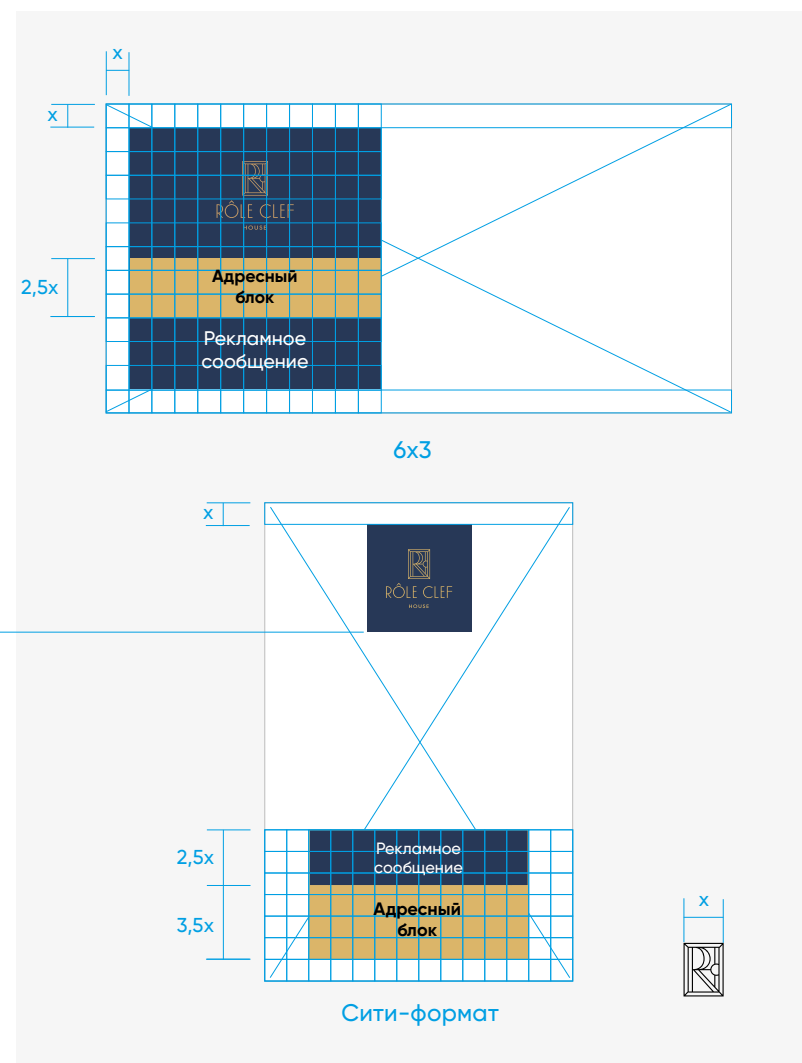 x
x
RÔLE CLEF
HOUSE
2,5x
Адресный
блок
Рекламное
сообщение
6x3
x
RÔLE CLEF
HOUSE
2,5x
Рекламное
сообщение
3,5x
Адресный
блок
x
Сити-формат